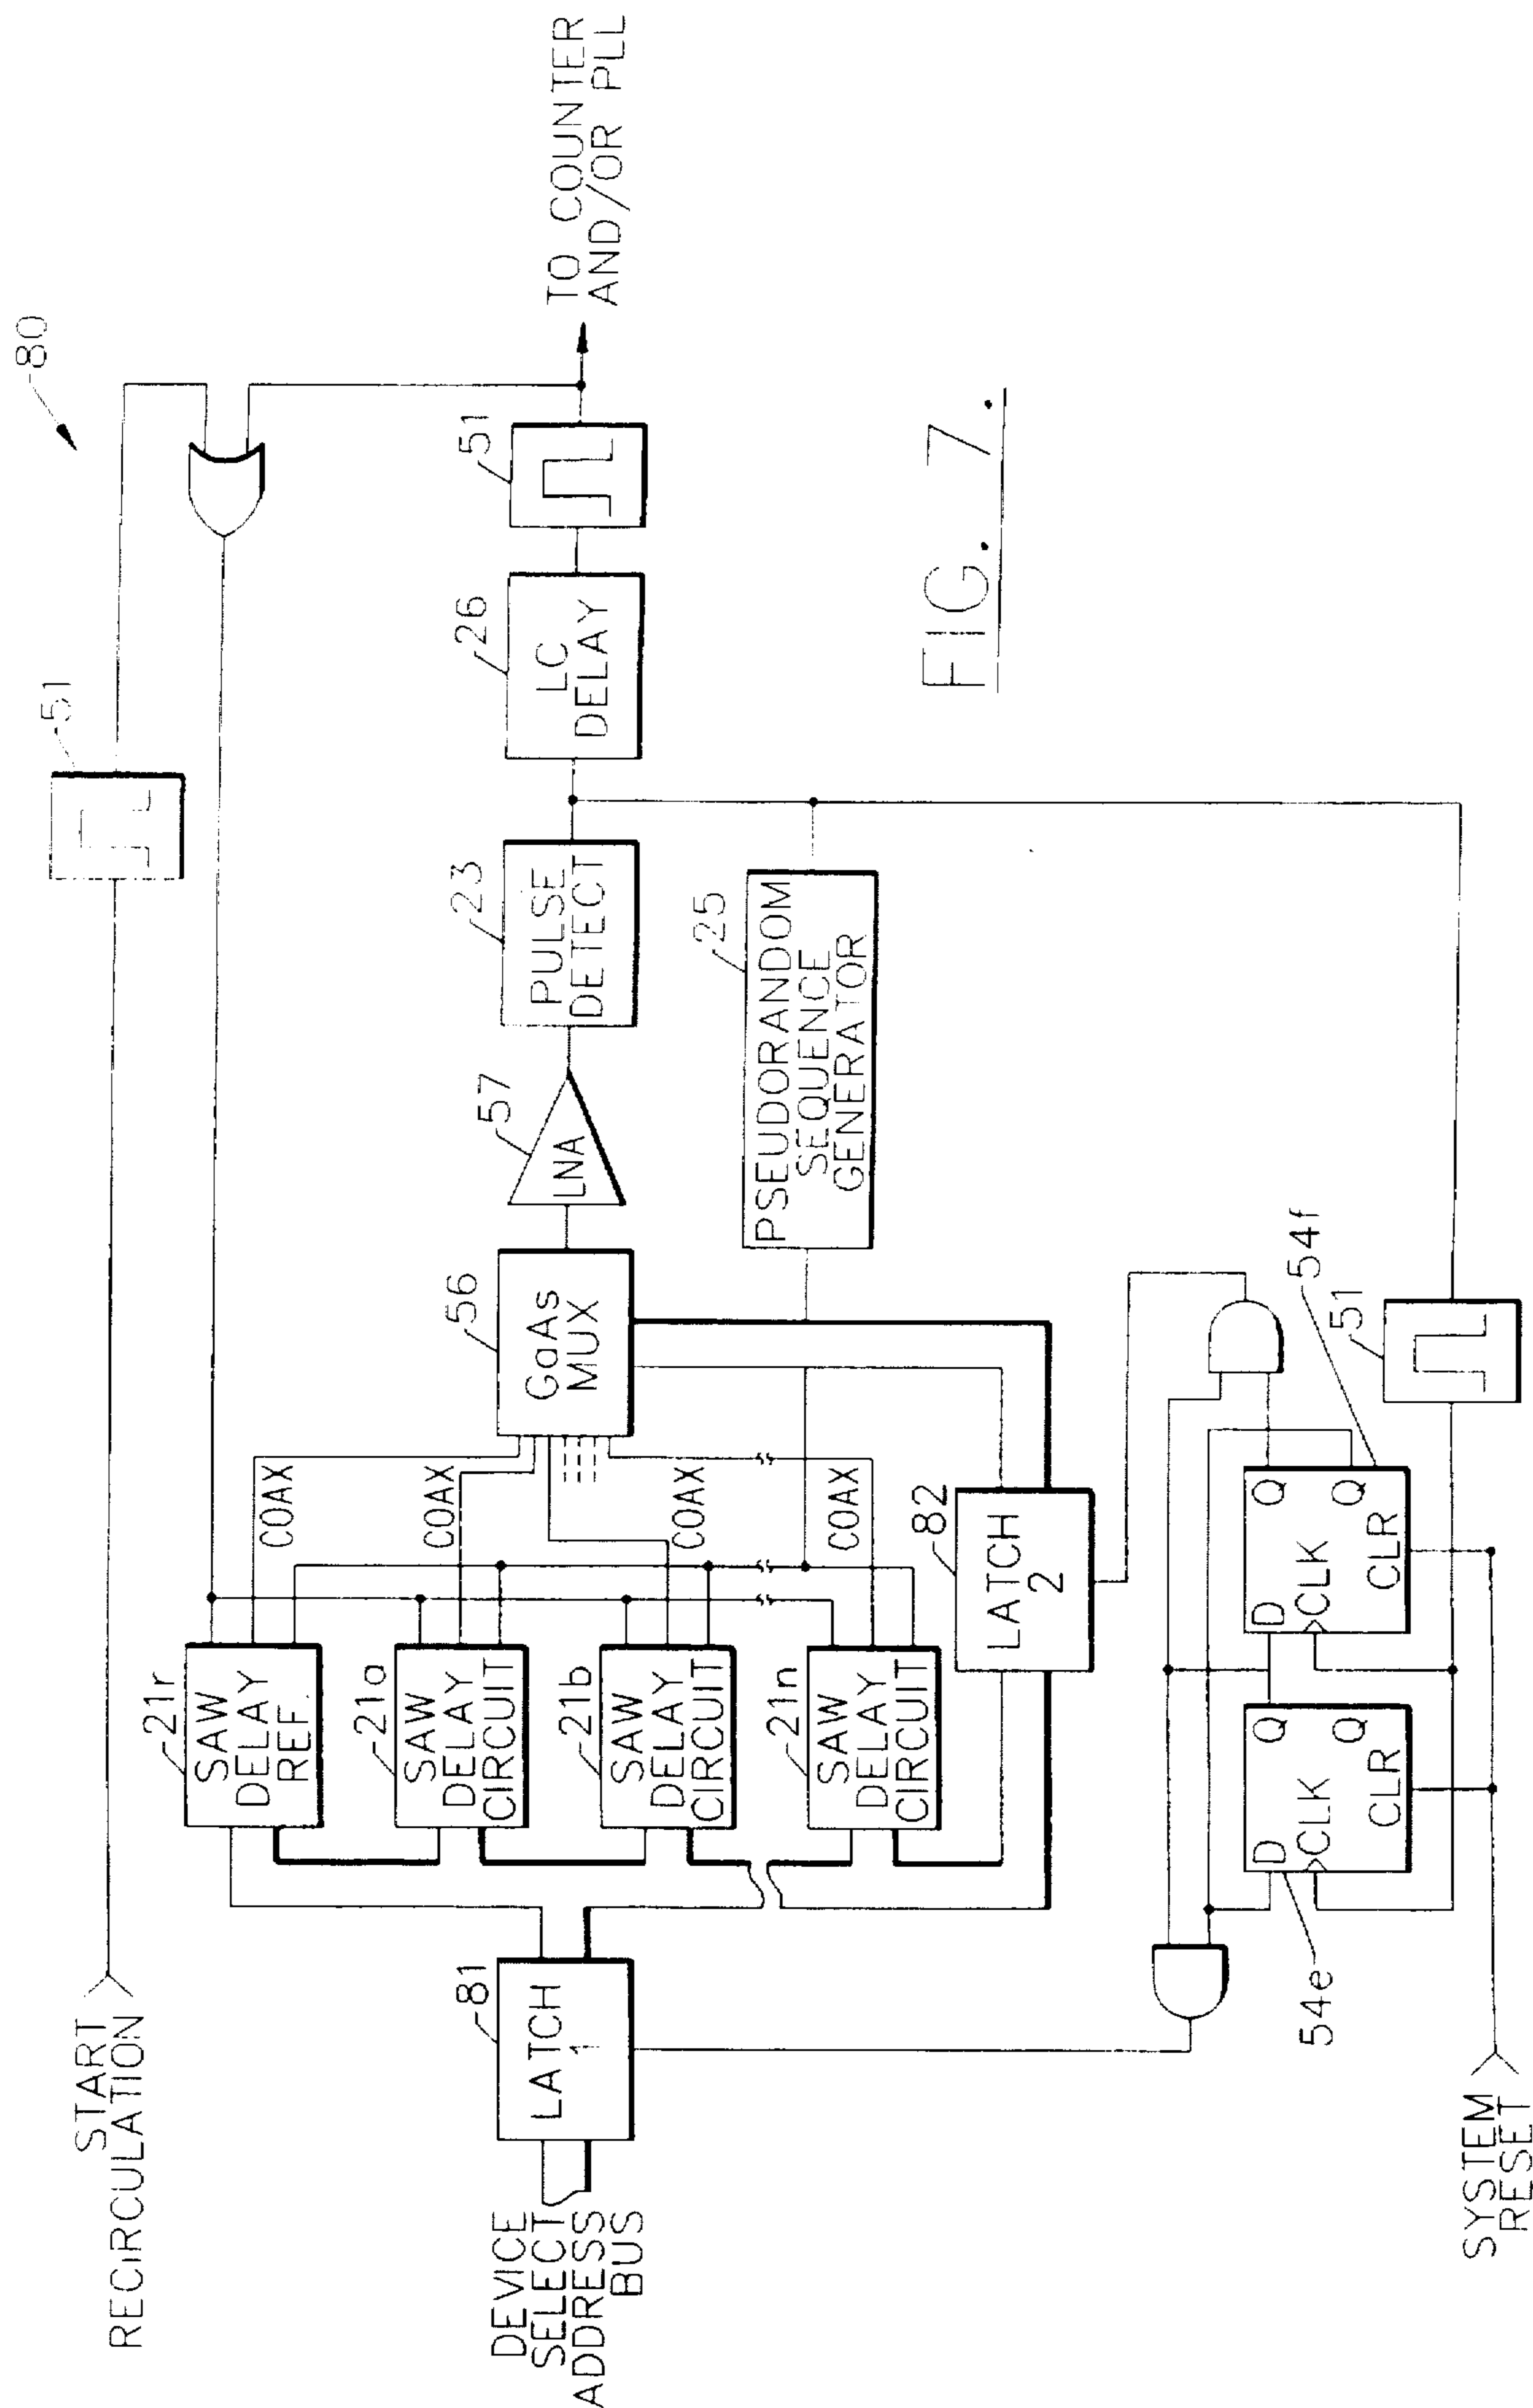 80
START
RECIRCULATION
51
TO COUNTER
AND/OR PLL
21r
SAW
DELAY
REF.
COAX
21a
SAW
DELAY
CIRCUIT
COAX
21b
SAW
DELAY
CIRCUIT
COAX
21n
SAW
DELAY
CIRCUIT
COAX
DEVICE
SELECT
ADDRESS
BUS
81
LATCH
1
56
GaAs
MUX
57
LNA
23
PULSE
DETECT
26
LC
DELAY
51
25
PSEUDORANDOM
SEQUENCE
GENERATOR
82
LATCH
2
54e
D
Q
CLK
Q
CLR
54f
D
Q
CLK
Q
CLR
51
SYSTEM
RESET
FIG. 7.